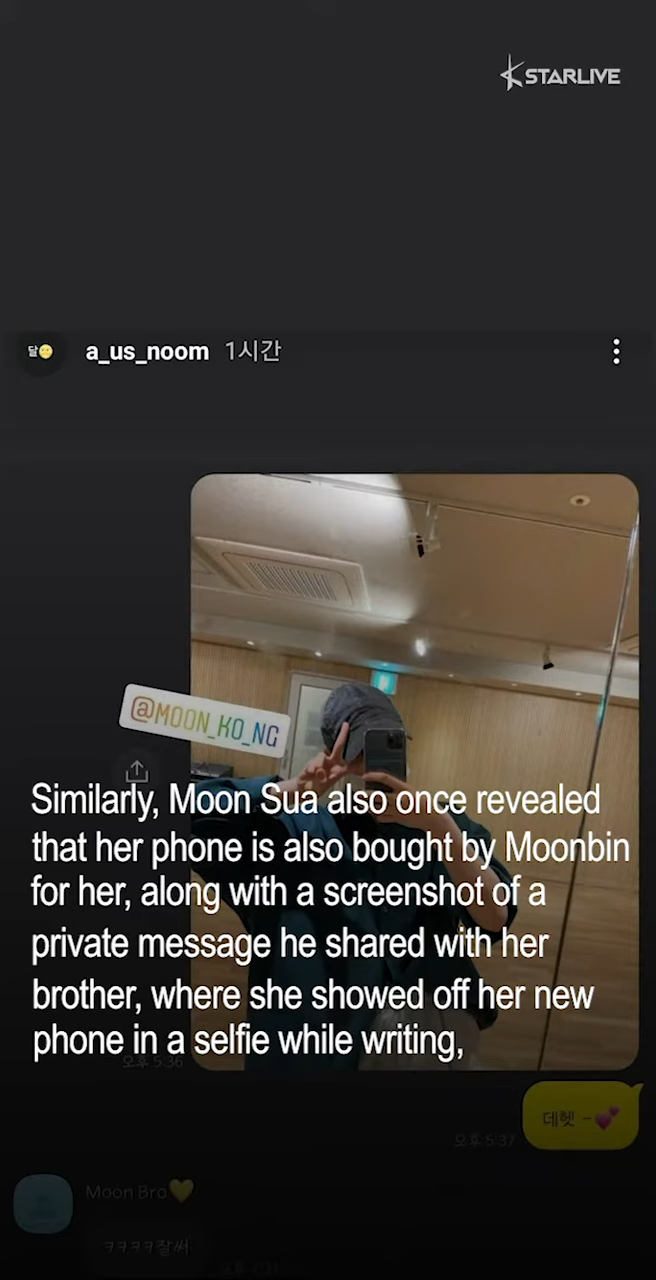 STARLIVE
달
a_us_noom 1시간
@MOON_KO_NG
Similarly, Moon Sua also once revealed
that her phone is also bought by Moonbin
for her, along with a screenshot of a
private message he shared with her
brother, where she showed off her new
phone in a selfie while writing,
오후 5:36
데헷 ~💕
오후 5:37
Moon Bro💛
ㅋㅋㅋㅋ잘써